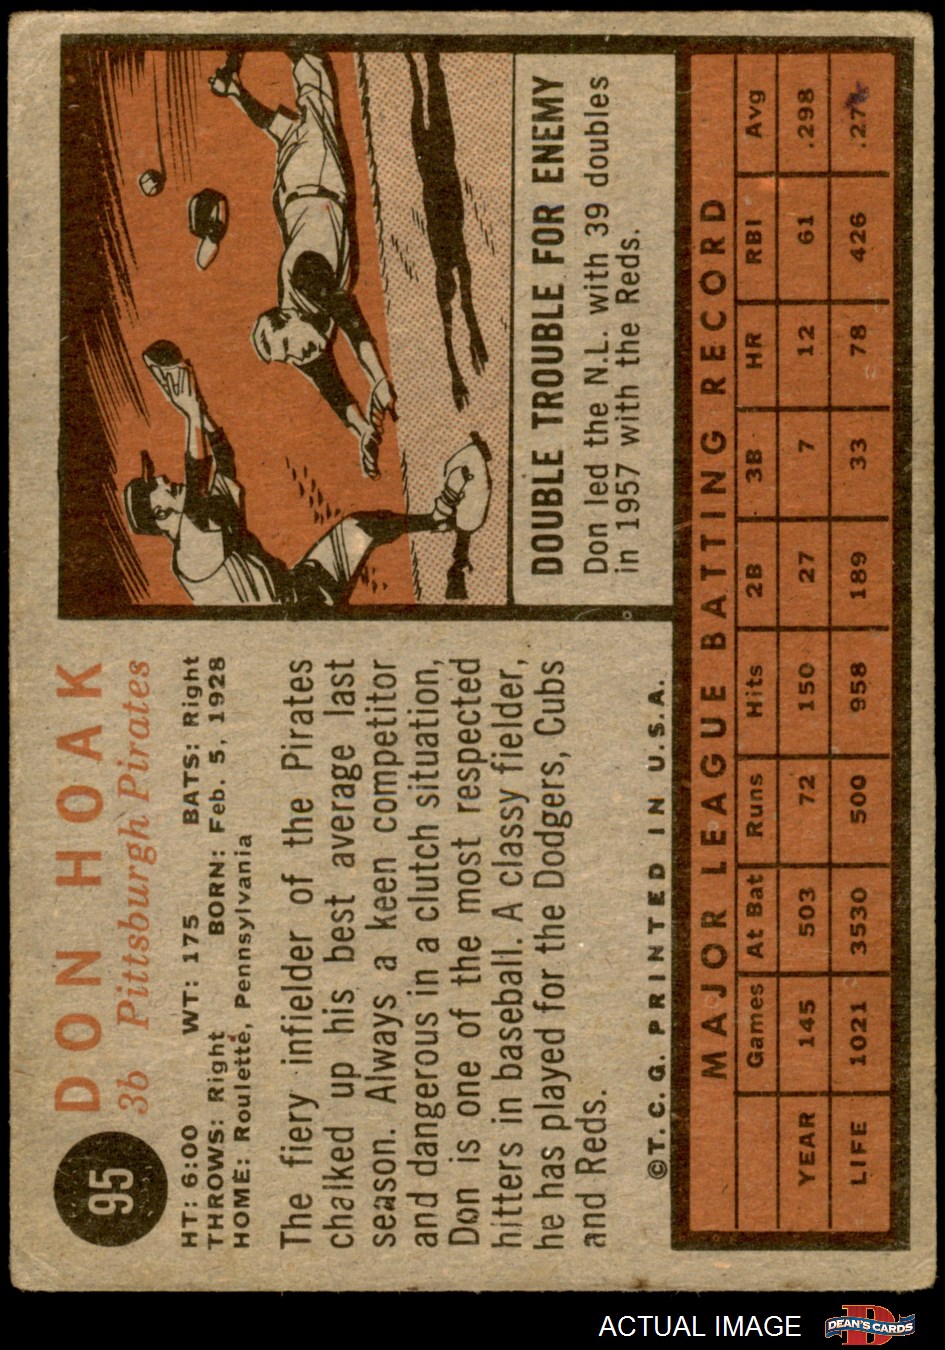 95
DON HOAK
3b Pittsburgh Pirates
HT: 6:00 WT: 175 BATS: Right
THROWS: Right BORN: Feb. 5, 1928
HOME: Roulette, Pennsylvania
The fiery infielder of the Pirates
chalked up his best average last
season. Always a keen competitor
and dangerous in a clutch situation,
Don is one of the most respected
hitters in baseball. A classy fielder,
he has played for the Dodgers, Cubs
and Reds.
©T. C. G. PRINTED IN U.S.A.
DOUBLE TROUBLE FOR ENEMY
Don led the N.L. with 39 doubles
in 1957 with the Reds.
MAJOR LEAGUE BATTING RECORD
Games At Bat Runs Hits 2B 3B HR RBI Avg
YEAR 145 503 72 150 27 7 12 61 .298
LIFE 1021 3530 500 958 189 33 78 426
ACTUAL IMAGE
D
DEAN'S CARDS